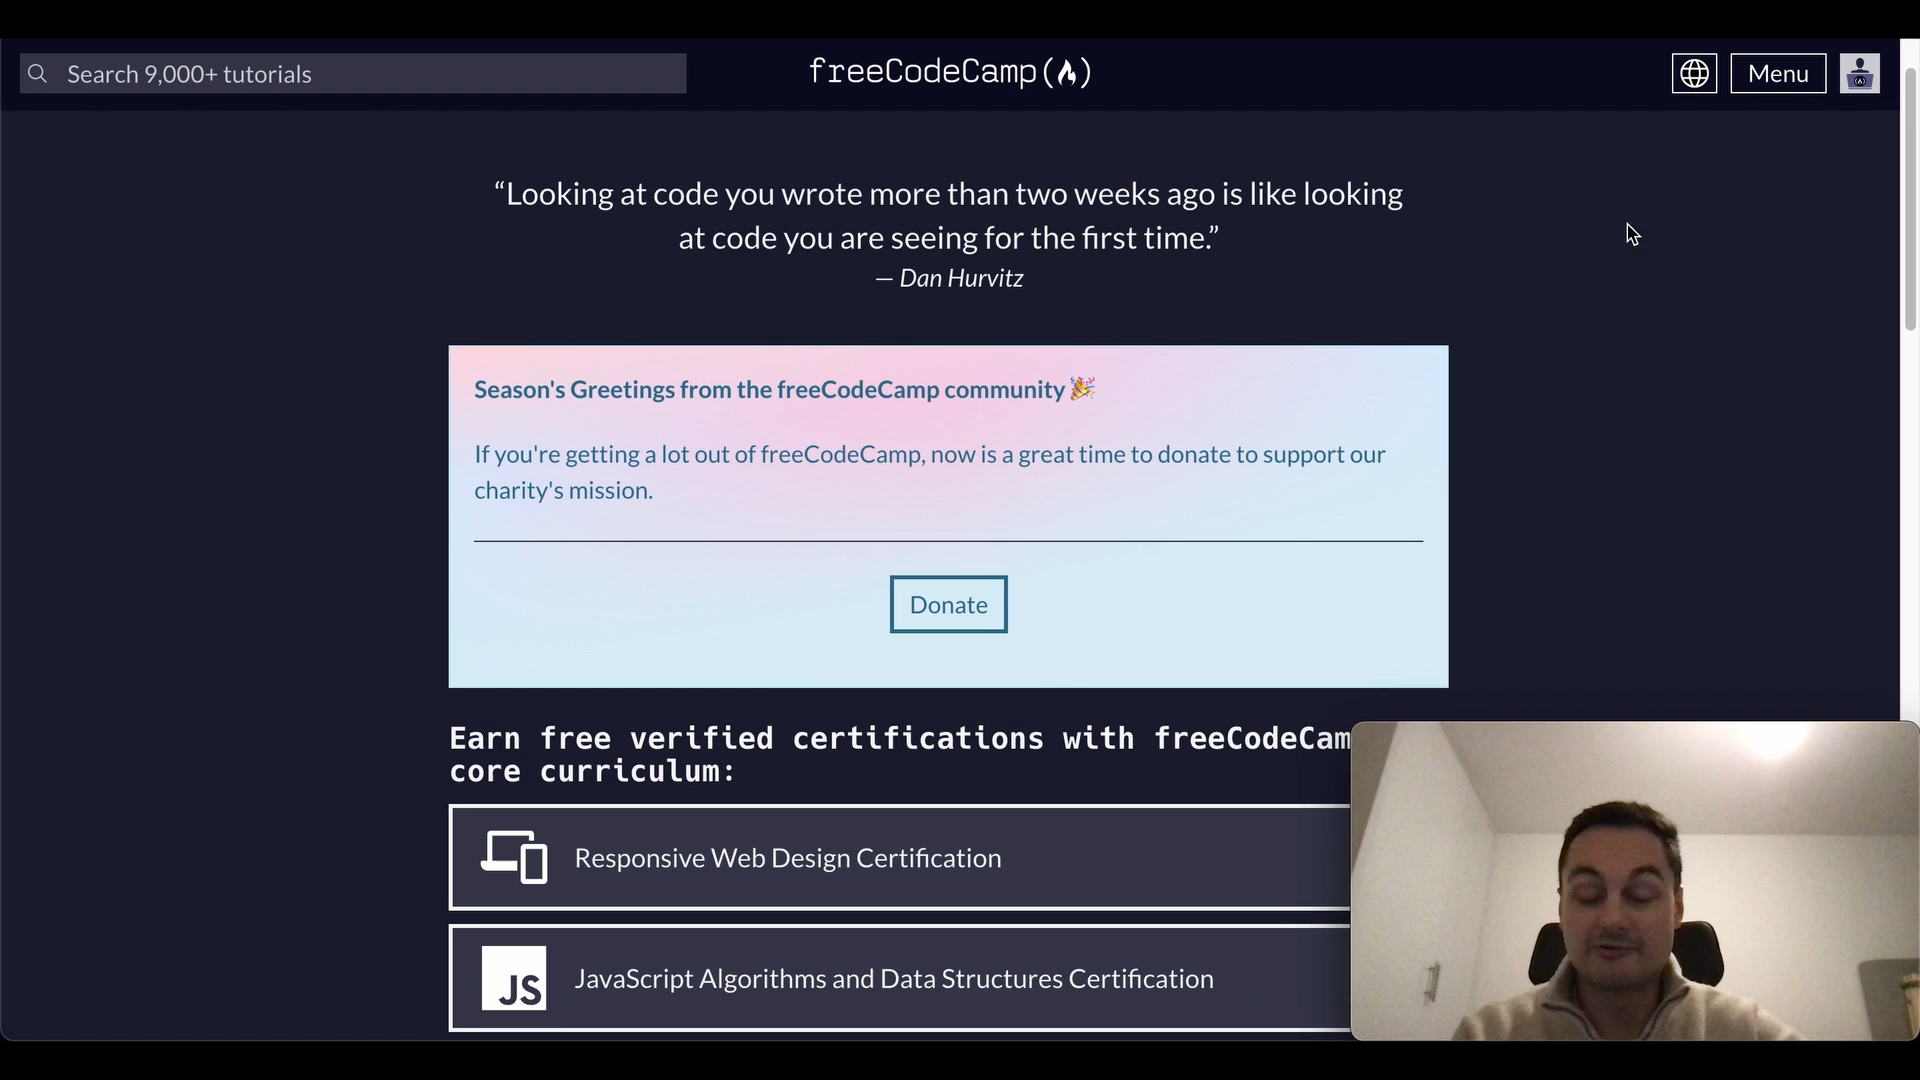 Search 9,000+ tutorials
freeCodeCamp
Menu
“Looking at code you wrote more than two weeks ago is like looking
at code you are seeing for the first time.”
— Dan Hurvitz
Season's Greetings from the freeCodeCamp community
If you're getting a lot out of freeCodeCamp, now is a great time to donate to support our
charity's mission.
Donate
Earn free verified certifications with freeCodeCam
core curriculum:
Responsive Web Design Certification
JS
JavaScript Algorithms and Data Structures Certification